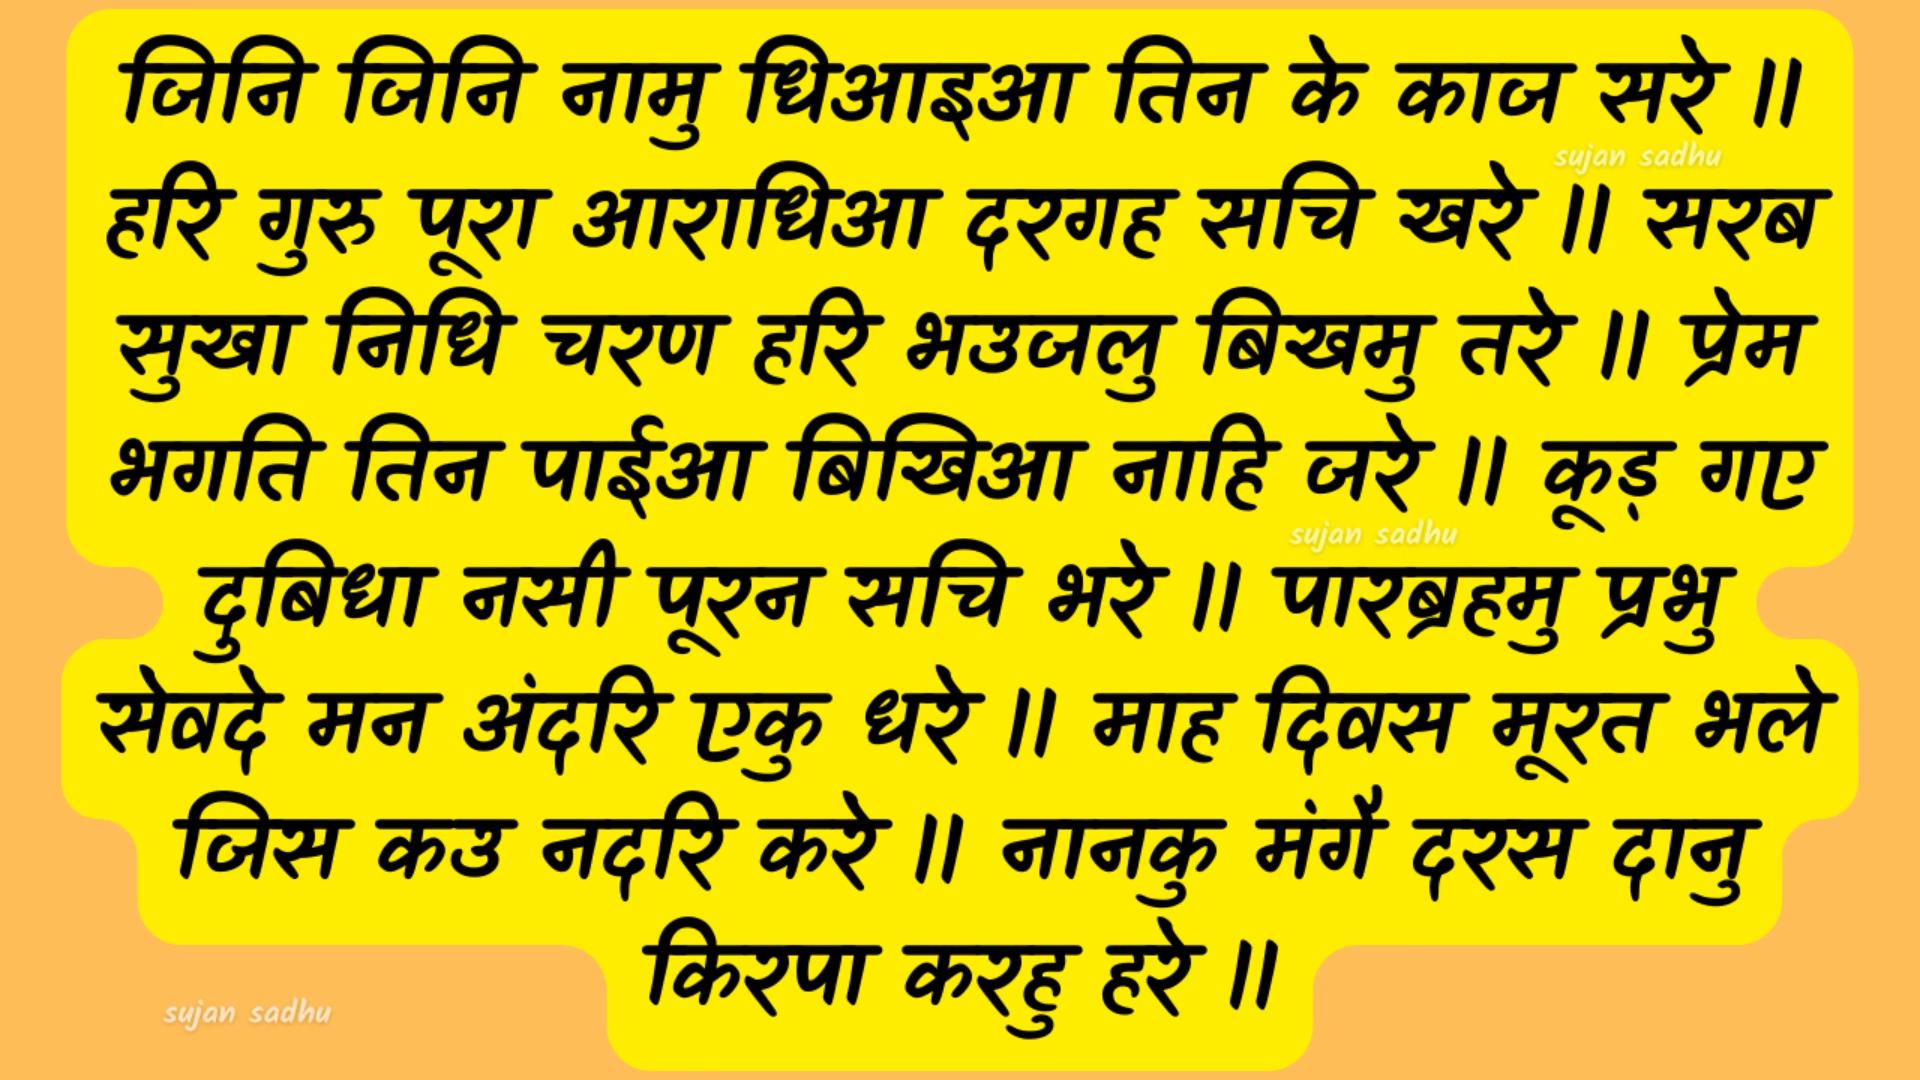 जिनि जिनि नामु धिआइआ तिन के काज सरे ॥
sujan sadhu
हरि गुरु पूरा आराधिआ दरगह सचि खरे ॥ सरब
सुखा निधि चरण हरि भउजलु बिखमु तरे ॥ प्रेम
भगति तिन पाईआ बिखिआ नाहि जरे ॥ कूड़ गए
sujan sadhu
दुबिधा नसी पूरन सचि भरे ॥ पारब्रहमु प्रभु
सेवदे मन अंदरि एकु धरे ॥ माह दिवस मूरत भले
जिस कउ नदरि करे ॥ नानकु मंगै दरस दानु
किरपा करहु हरे ॥
sujan sadhu